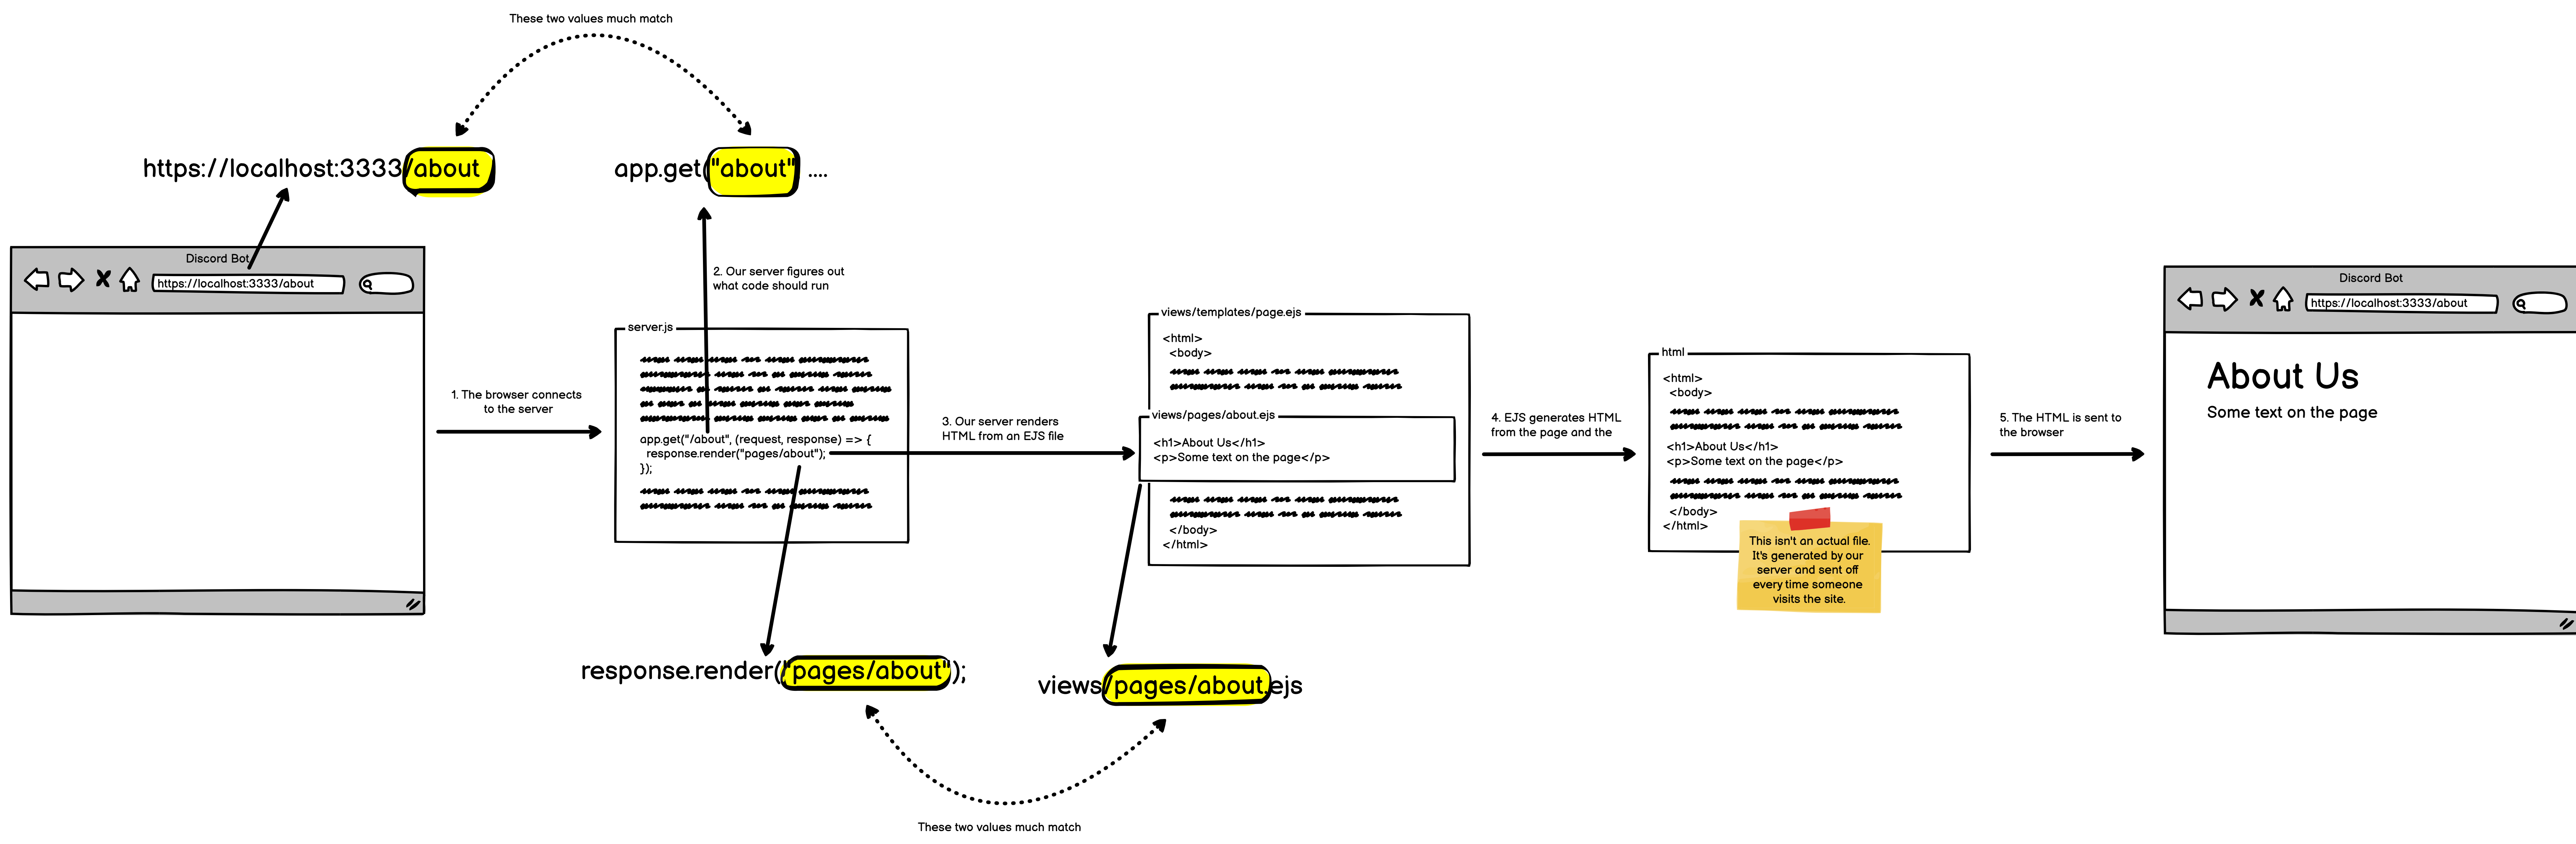 These two values much match
https://localhost:3333/about
app.get("about" ....
Discord Bot
https://localhost:3333/about
1. The browser connects
to the server
2. Our server figures out
what code should run
server.js
app.get("/about", (request, response) => {
response.render("pages/about");
});
response.render("pages/about");
3. Our server renders
HTML from an EJS file
views/templates/page.ejs
<html>
<body>
views/pages/about.ejs
<h1>About Us</h1>
<p>Some text on the page</p>
</body>
</html>
views/pages/about.ejs
These two values much match
4. EJS generates HTML
from the page and the
html
<html>
<body>
<h1>About Us</h1>
<p>Some text on the page</p>
</body>
</html>
This isn't an actual file.
It's generated by our
server and sent off
every time someone
visits the site.
5. The HTML is sent to
the browser
Discord Bot
https://localhost:3333/about
About Us
Some text on the page